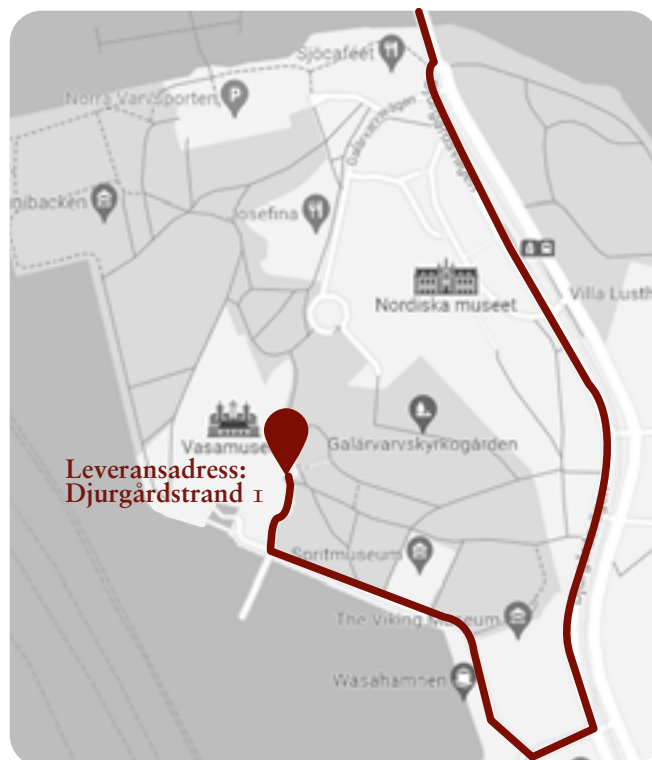 Sjöcaféet
Norra Varvsporten
P
Galärvarvsvägen
nibacken
Josefina
Nordiska museet
Villa Lusth
Vasamuse
Galärvarvskyrkogården
Leveransadress:
Djurgårdstrand 1
Spritmuseum
The Viking Museum
Wasahamnen